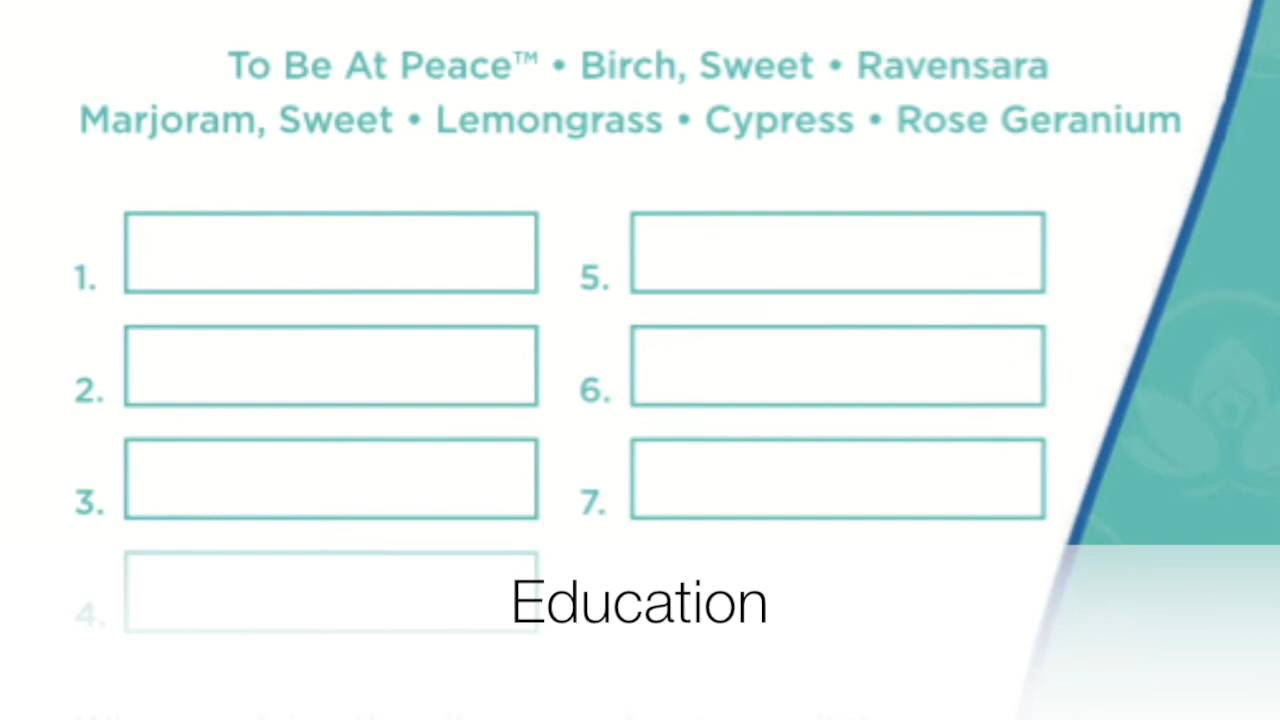 To Be At Peace™ • Birch, Sweet • Ravensara
Marjoram, Sweet • Lemongrass • Cypress • Rose Geranium
1.
5.
2.
6.
3.
7.
4.
Education